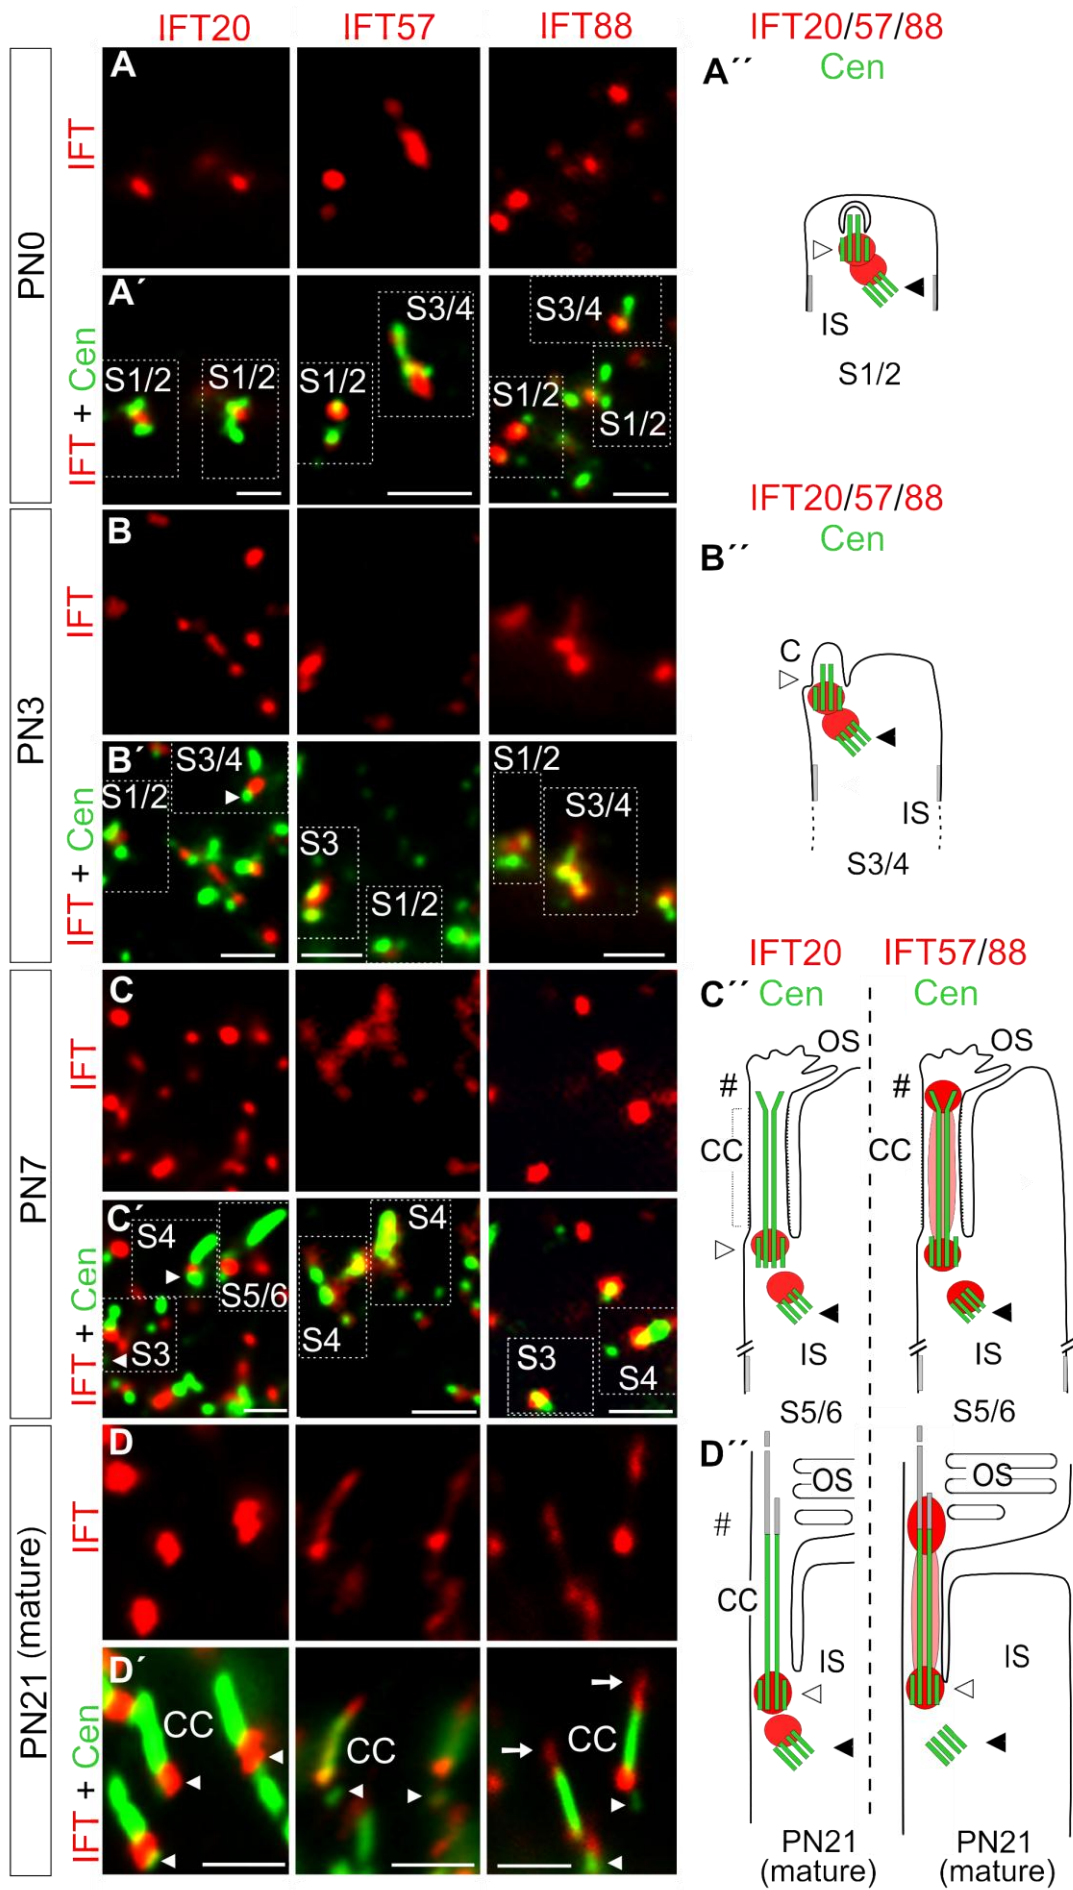 IFT20 IFT57 IFT88 IFT20/57/88
A A´´ Cen
IFT
PN0
A´
S3/4 S3/4
S1/2 S1/2 S1/2 S1/2 S1/2
IFT + Cen
IS
S1/2
IFT20/57/88
B B´´ Cen
IFT
PN3
C
B´ S3/4 S1/2
S1/2 S3 S3/4
S1/2
IFT + Cen
IS
S3/4
IFT20 IFT57/88
C C´´ Cen Cen
IFT
OS OS
# #
CC CC
PN7
C´ S4 S4
S5/6
S3 S4 S3 S4
IFT + Cen
IS IS
S5/6 S5/6
D D´´
IFT
OS OS
#
CC
PN21 (mature)
D´ IS IS
CC CC CC
IFT + Cen
PN21 PN21
(mature) (mature)